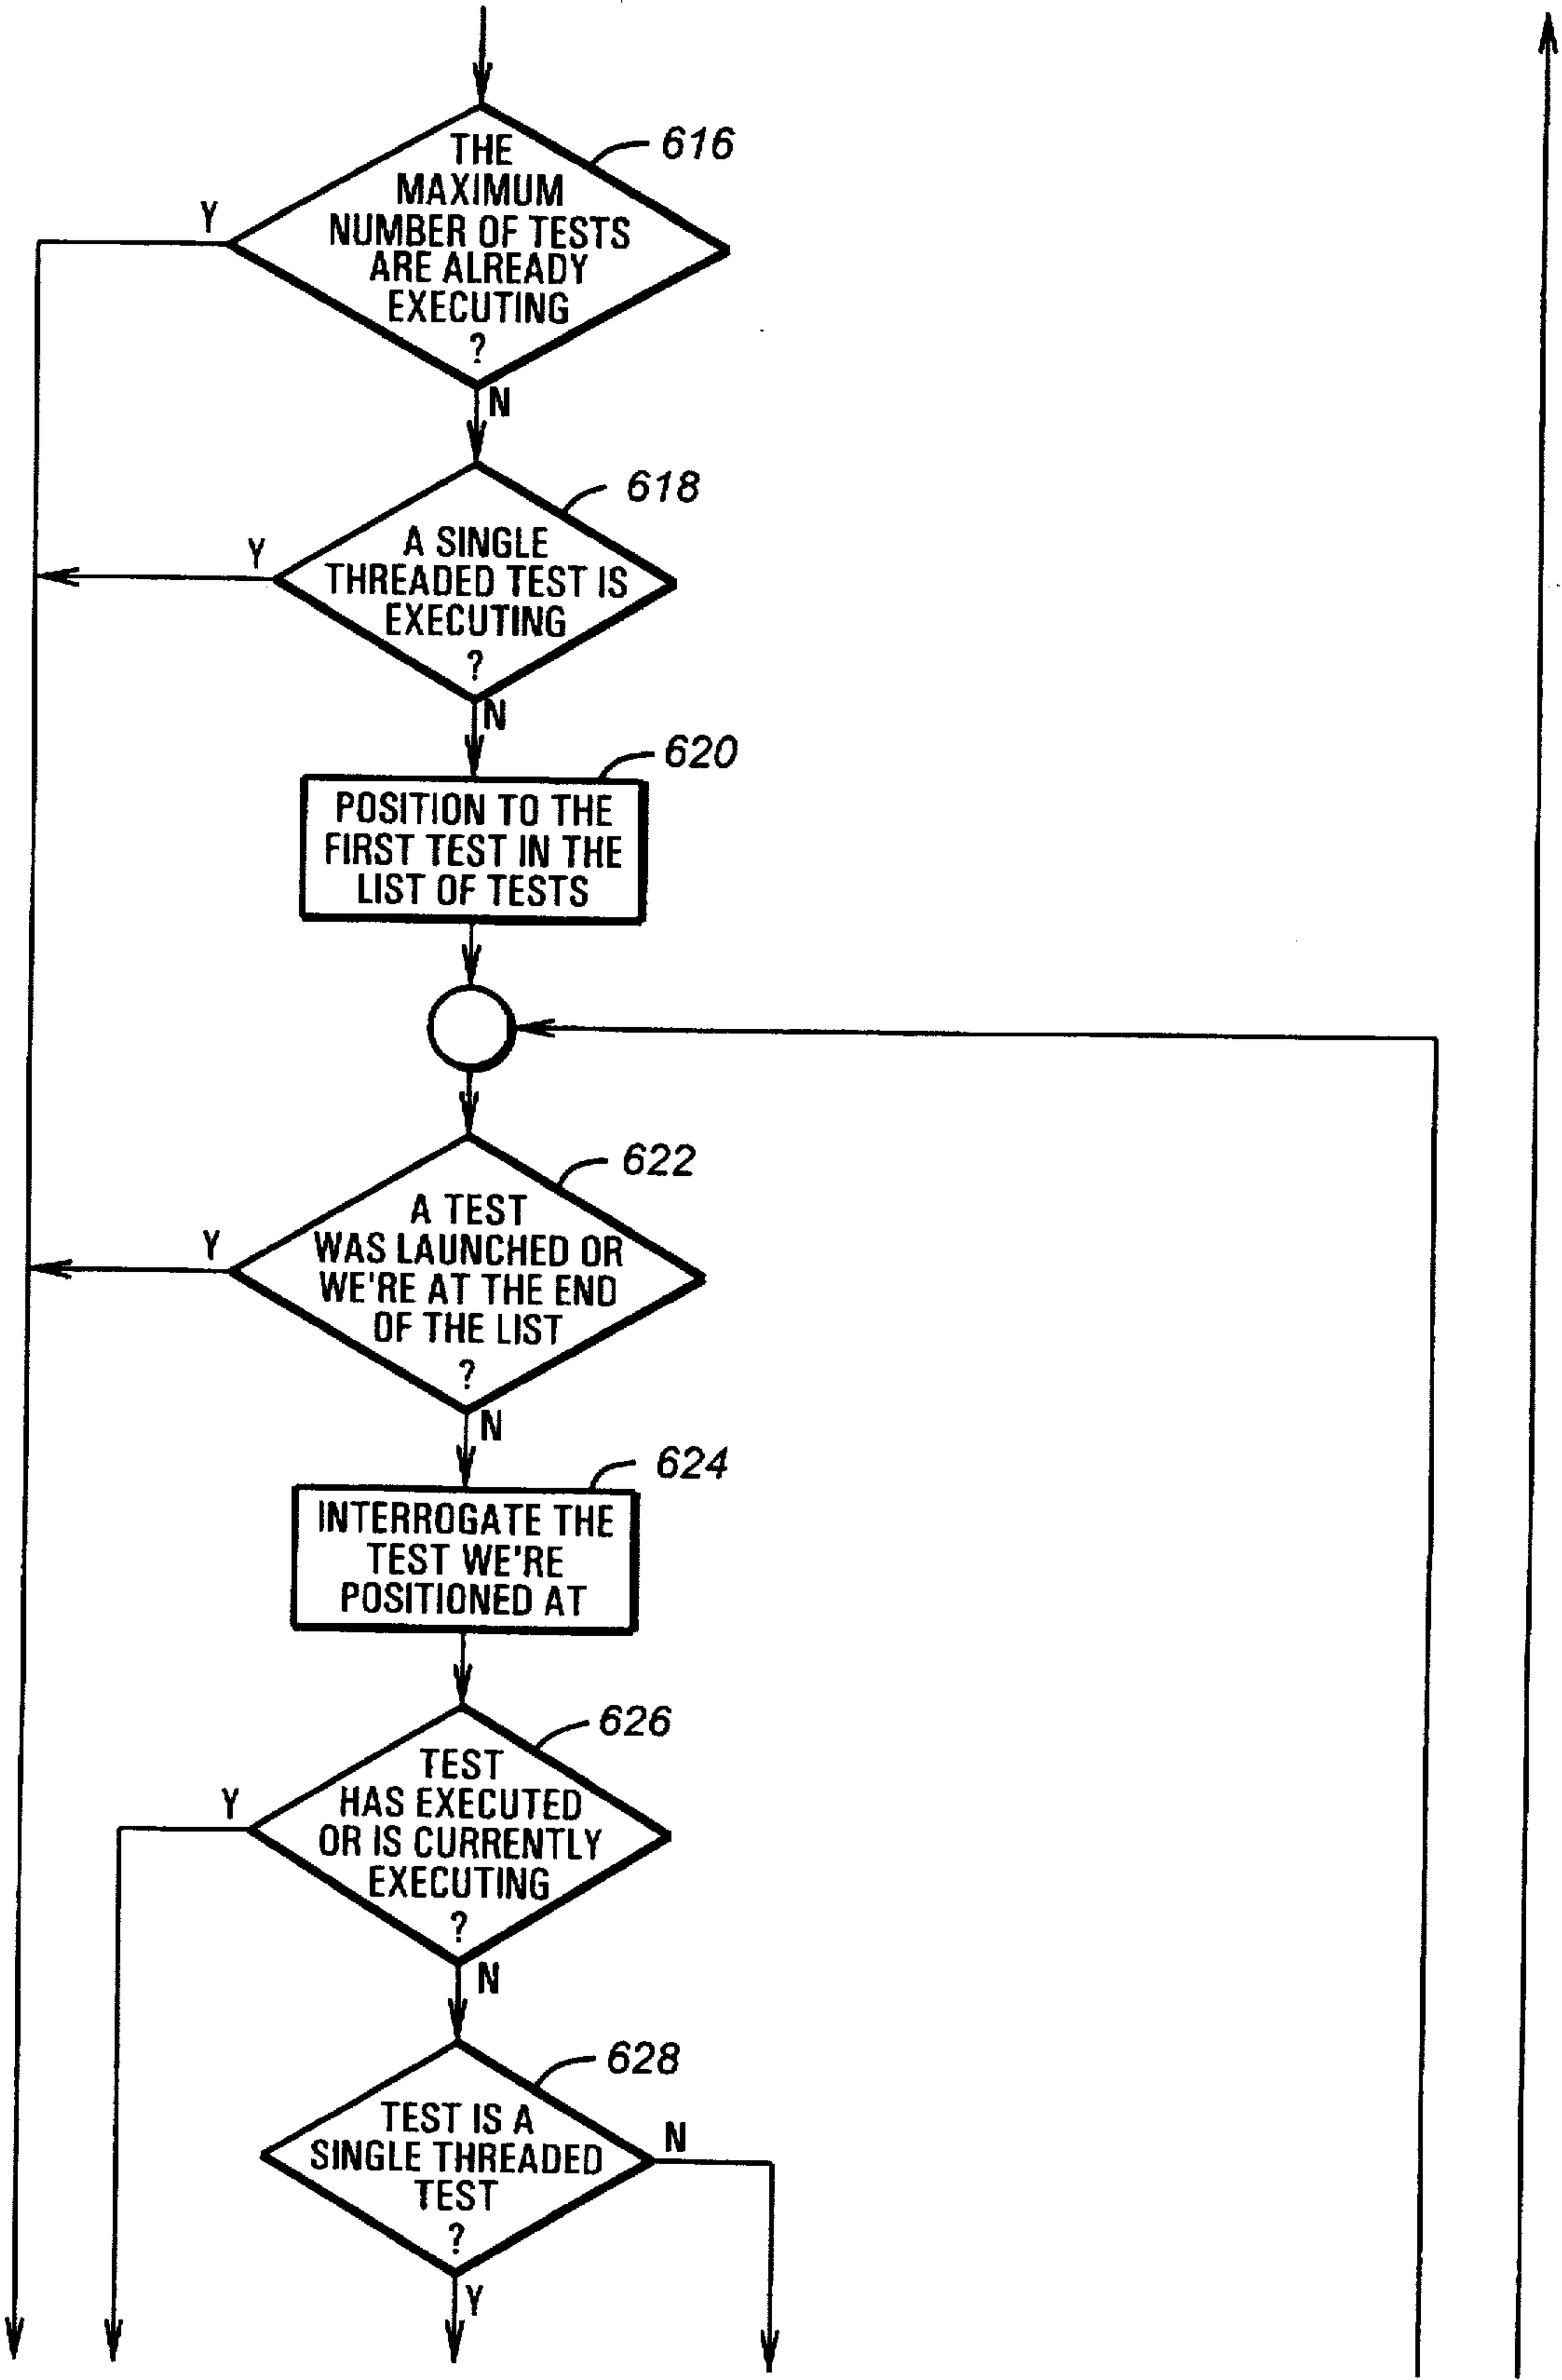 616
THE
MAXIMUM
NUMBER OF TESTS
ARE ALREADY
EXECUTING
?
Y
N
618
A SINGLE
THREADED TEST IS
EXECUTING
?
Y
N
620
POSITION TO THE
FIRST TEST IN THE
LIST OF TESTS
622
A TEST
WAS LAUNCHED OR
WE'RE AT THE END
OF THE LIST
?
Y
N
624
INTERROGATE THE
TEST WE'RE
POSITIONED AT
626
TEST
HAS EXECUTED
OR IS CURRENTLY
EXECUTING
?
Y
N
628
TEST IS A
SINGLE THREADED
TEST
?
N
Y